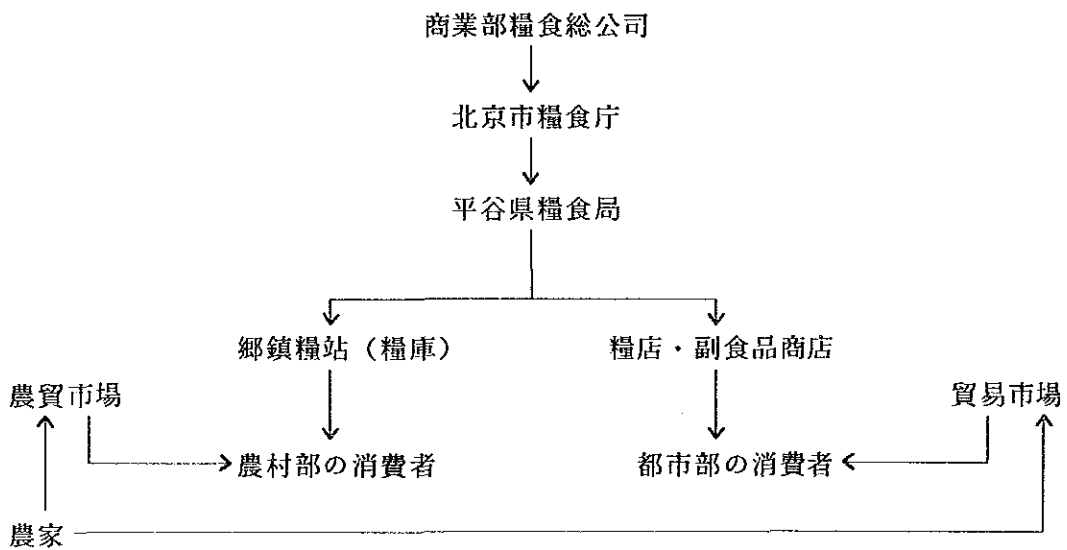 商業部糧食総公司
北京市糧食庁
平谷県糧食局
郷鎮糧站（糧庫）
糧店・副食品商店
農貿市場
貿易市場
農村部の消費者
都市部の消費者
農家